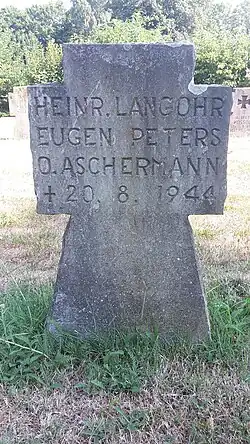 HEINR. LANGOHR
EUGEN PETERS
O. ASCHERMANN
+ 20. 8. 1944